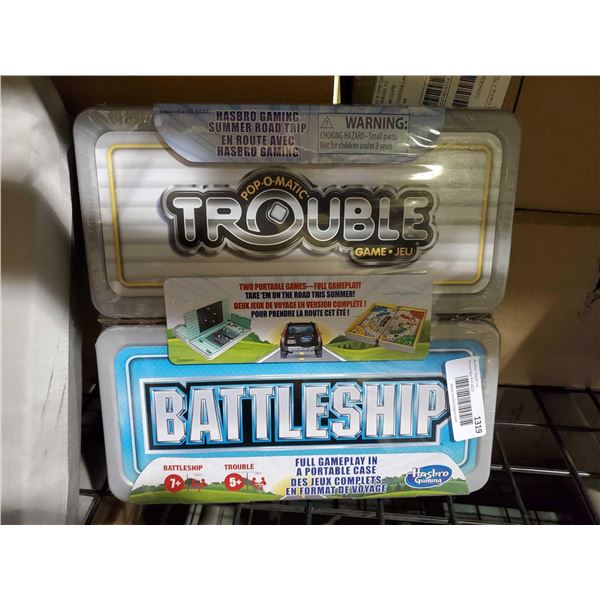 HASBRO GAMING
SUMMER ROAD TRIP
EN ROUTE AVEC
HASBRO GAMING
WARNING:
CHOKING HAZARD—Small parts.
Not for children under 3 years
POP-O-MATIC
TROUBLE
GAME • JEU
TWO PORTABLE GAMES—FULL GAMEPLAY!
TAKE 'EM ON THE ROAD THIS SUMMER!
DEUX JEUX DE VOYAGE EN VERSION COMPLÈTE !
POUR PRENDRE LA ROUTE CET ÉTÉ !
BATTLESHIP
1319
BATTLESHIP
7+
TROUBLE
5+
FULL GAMEPLAY IN
A PORTABLE CASE
DES JEUX COMPLETS
EN FORMAT DE VOYAGE
Hasbro
Gaming